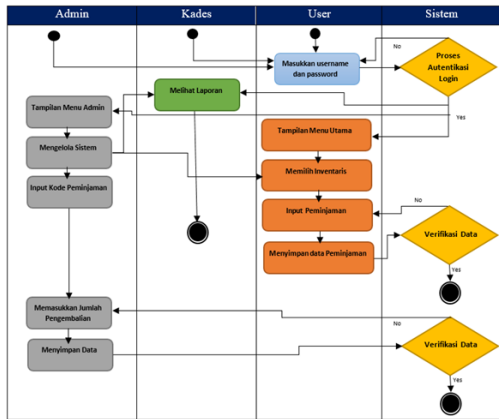 Admin
Kades
User
Sistem
Masukkan username
dan password
No
Proses
Autentikasi
Login
Yes
Melihat Laporan
Tampilan Menu Admin
Tampilan Menu Utama
Mengelola Sistem
Memilih Inventaris
Input Kode Peminjaman
Input Peminjaman
No
Verifikasi Data
Menyimpan data Peminjaman
Yes
Memasukkan Jumlah
Pengembalian
No
Verifikasi Data
Menyimpan Data
Yes